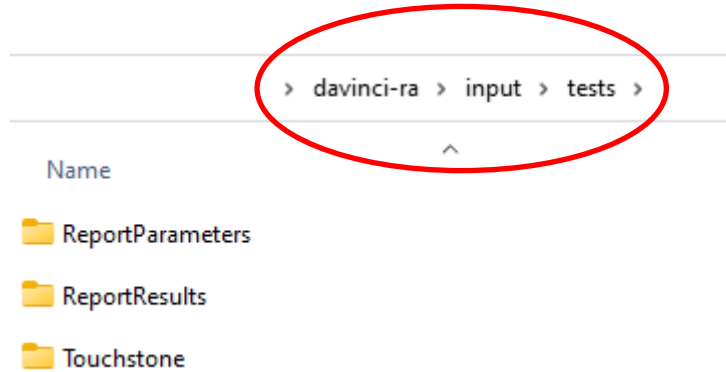 > davinci-ra > input > tests >
Name
ReportParameters
ReportResults
Touchstone